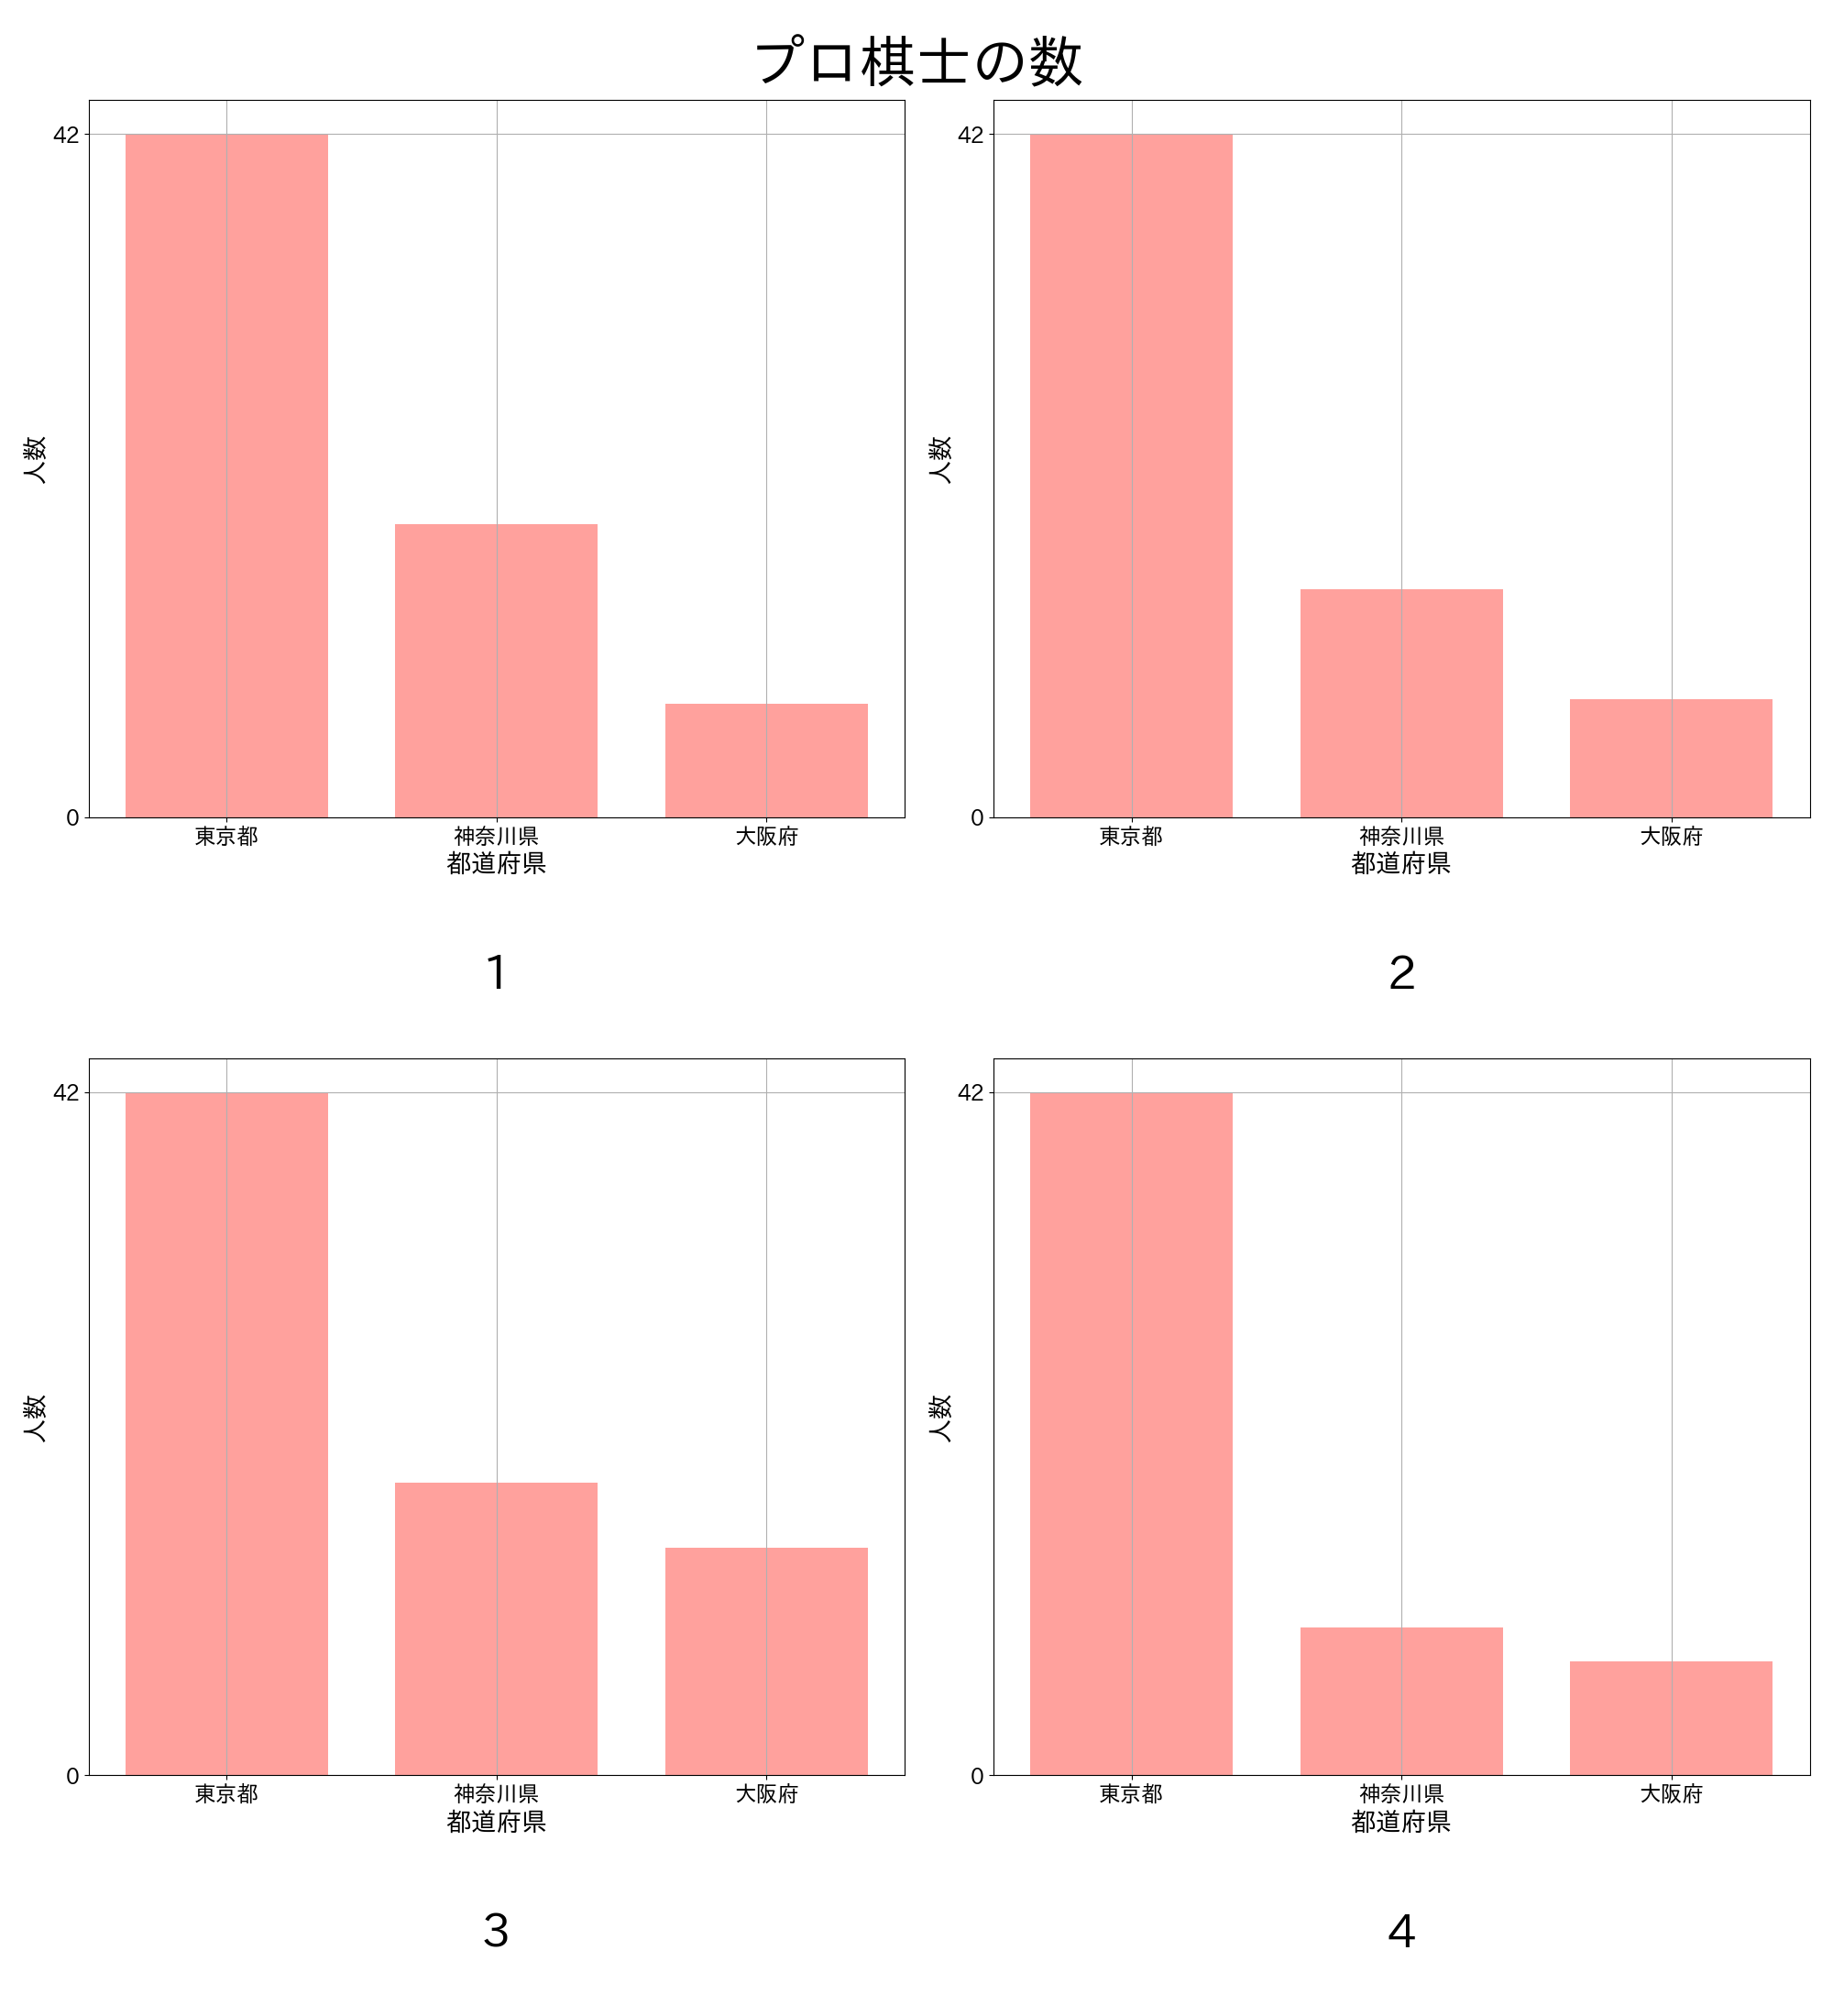 プロ棋士の数
42
0
人数
東京都 神奈川県 大阪府
都道府県
1
42
0
人数
東京都 神奈川県 大阪府
都道府県
2
42
0
人数
東京都 神奈川県 大阪府
都道府県
3
42
0
人数
東京都 神奈川県 大阪府
都道府県
4